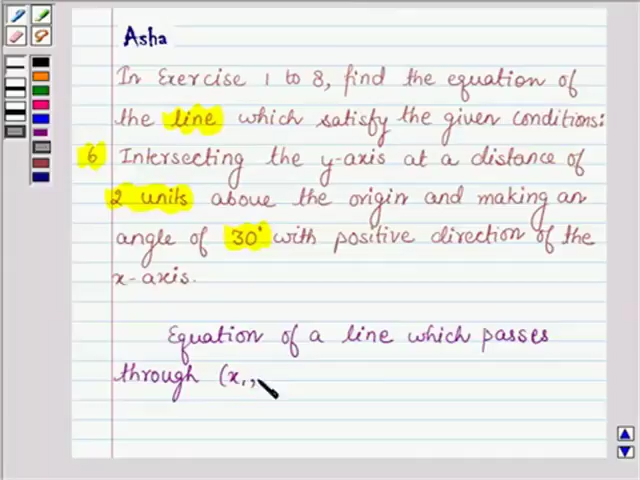 Asha
In Exercise 1 to 8, find the equation of
the line which satisfy the given conditions:
6 Intersecting the y-axis at a distance of
2 units above the origin and making an
angle of 30° with positive direction of the
x-axis.
Equation of a line which passes
through (x₁,